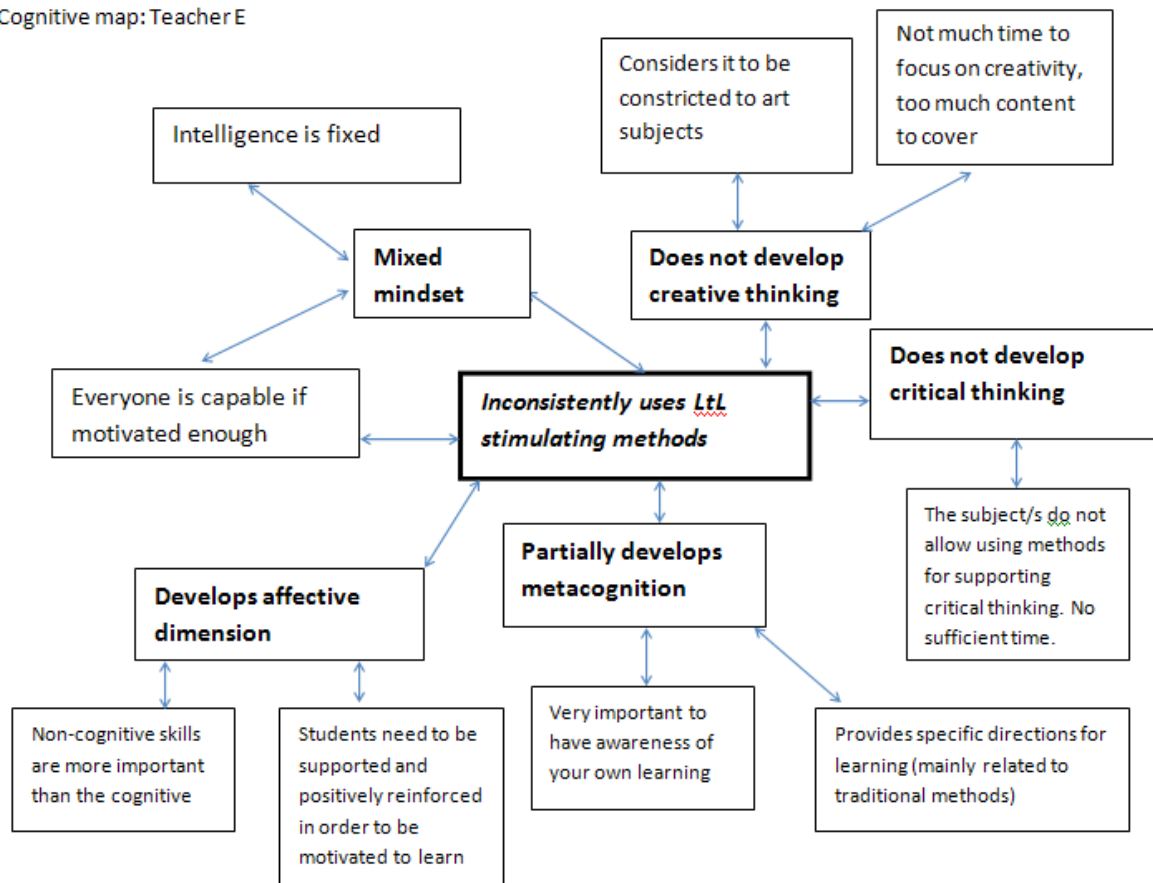 Cognitive map: Teacher E
Not much time to
focus on creativity,
too much content
to cover
Considers it to be
constricted to art
subjects
Intelligence is fixed
Mixed
mindset
Does not develop
creative thinking
Does not develop
critical thinking
Everyone is capable if
motivated enough
Inconsistently uses LtL
stimulating methods
The subject/s do not
allow using methods
for supporting
critical thinking. No
sufficient time.
Partially develops
metacognition
Develops affective
dimension
Very important to
have awareness of
your own learning
Provides specific directions for
learning (mainly related to
traditional methods)
Non-cognitive skills
are more important
than the cognitive
Students need to be
supported and
positively reinforced
in order to be
motivated to learn